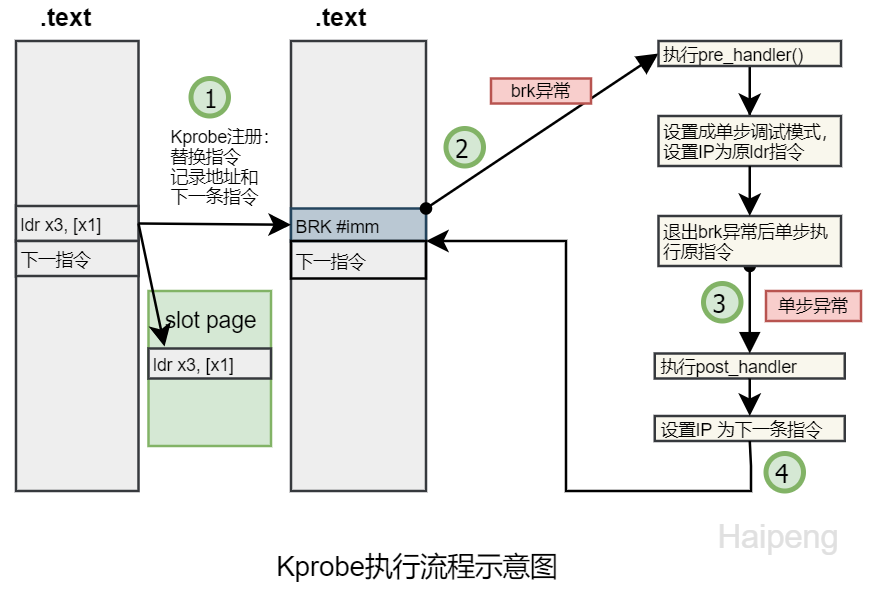 .text
.text
1
Kprobe注册：
替换指令
记录地址和
下一条指令
ldr x3, [x1]
下一指令
slot page
ldr x3, [x1]
BRK #imm
下一指令
2
brk异常
执行pre_handler()
设置成单步调试模式，
设置IP为原ldr指令
退出brk异常后单步执
行原指令
3
单步异常
执行post_handler
设置IP 为下一条指令
4
Haipeng
Kprobe执行流程示意图